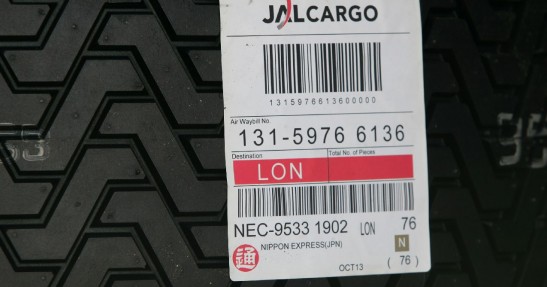 JALCARGO
1315976613600000
Air Waybill No.
131-5976 6136
Destination
Total No. of Pieces
LON
NEC-9533 1902 LON 76
通 NIPPON EXPRESS(JPN) N
OCT13 (76)